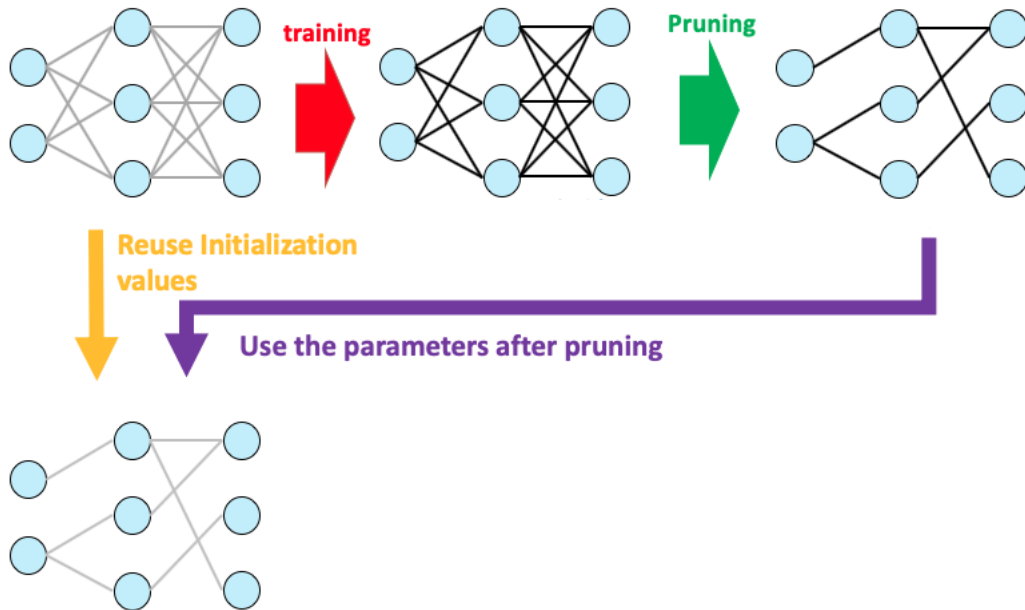 training
Pruning
Reuse Initialization
values
Use the parameters after pruning